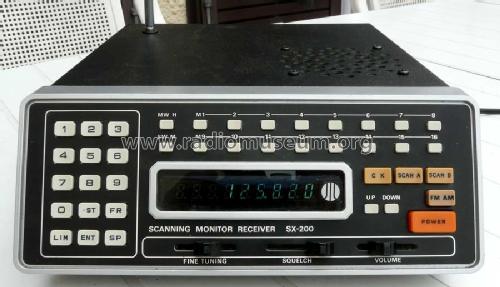 MW H M1 2 3 4 5 6 7 8
M9 10 11 12 13 14 15 16
www.radiomuseum.org
1 2 3
4 5 6
7 8 9
0 ST FR
LIM ENT SP
125.820
CK SCAN A SCAN B
UP DOWN
FM AM
POWER
SCANNING MONITOR RECEIVER SX-200
FINE TUNING SQUELCH VOLUME